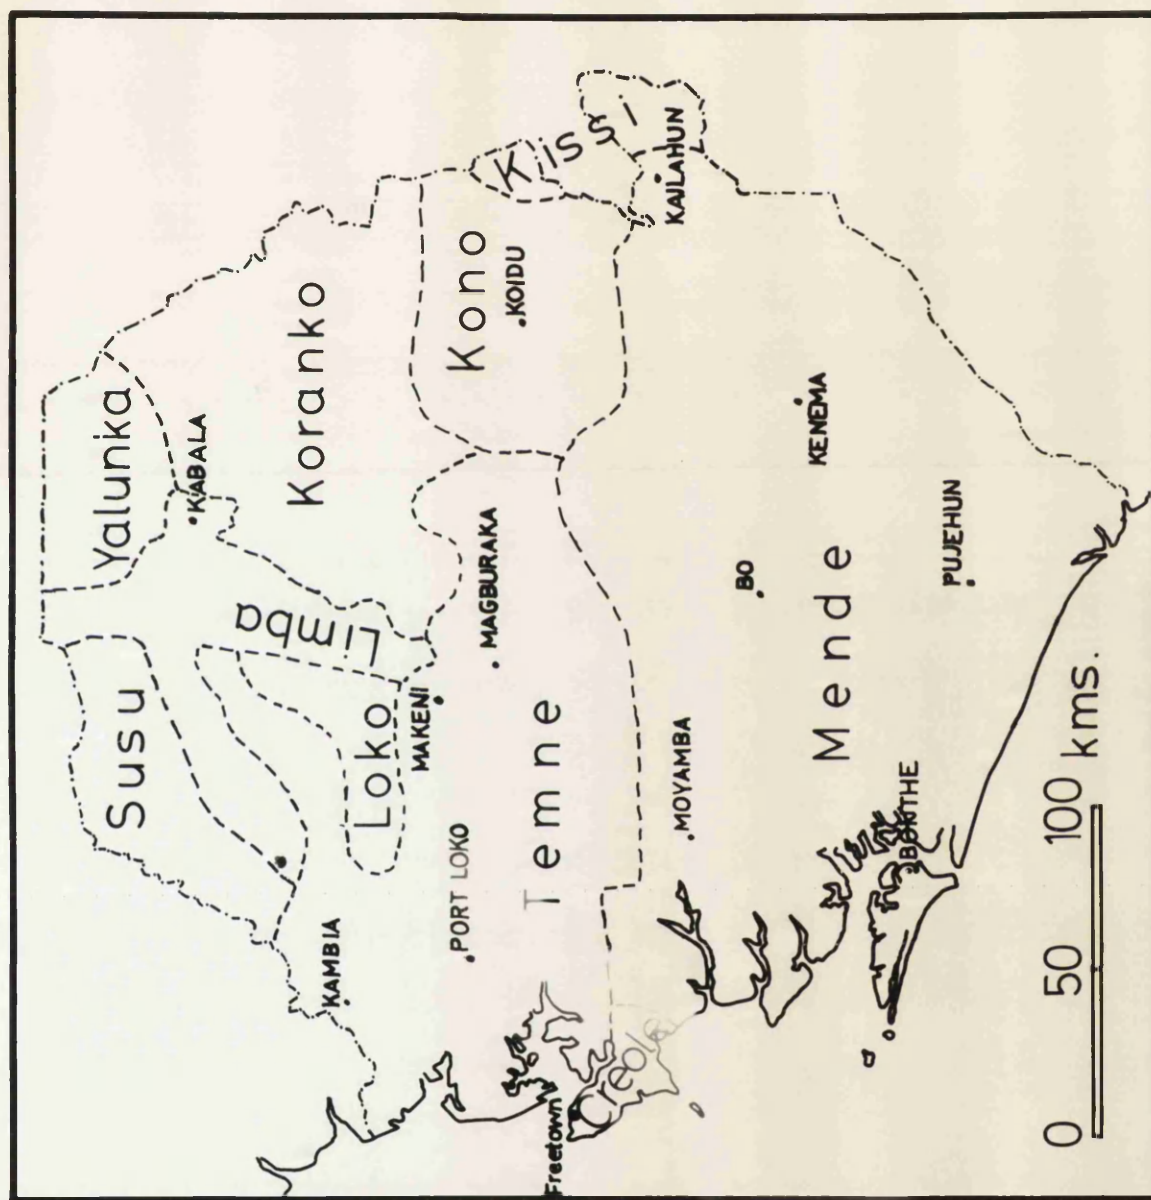 Yalunka
Susu
KABALA
Koranko
Limba
Loko
KAMBIA
MAKENI
Kono
KOIDU
Kissi
KAILAHUN
MAGBURAKA
PORT LOKO
Temne
Freetown
Creole
MOYAMBA
BO
KENEMA
Mende
PUJEHUN
BONTHE
0 50 100
kms.